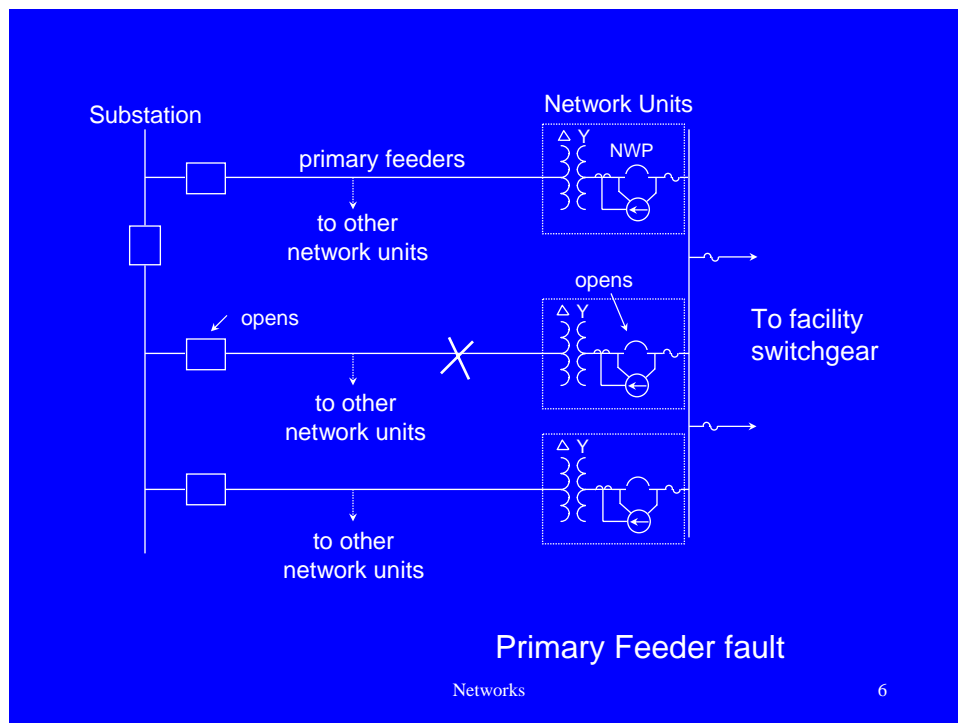 Substation
Network Units
Δ Y
NWP
primary feeders
to other
network units
opens
opens
Δ Y
To facility
switchgear
to other
network units
Δ Y
to other
network units
Primary Feeder fault
Networks
6